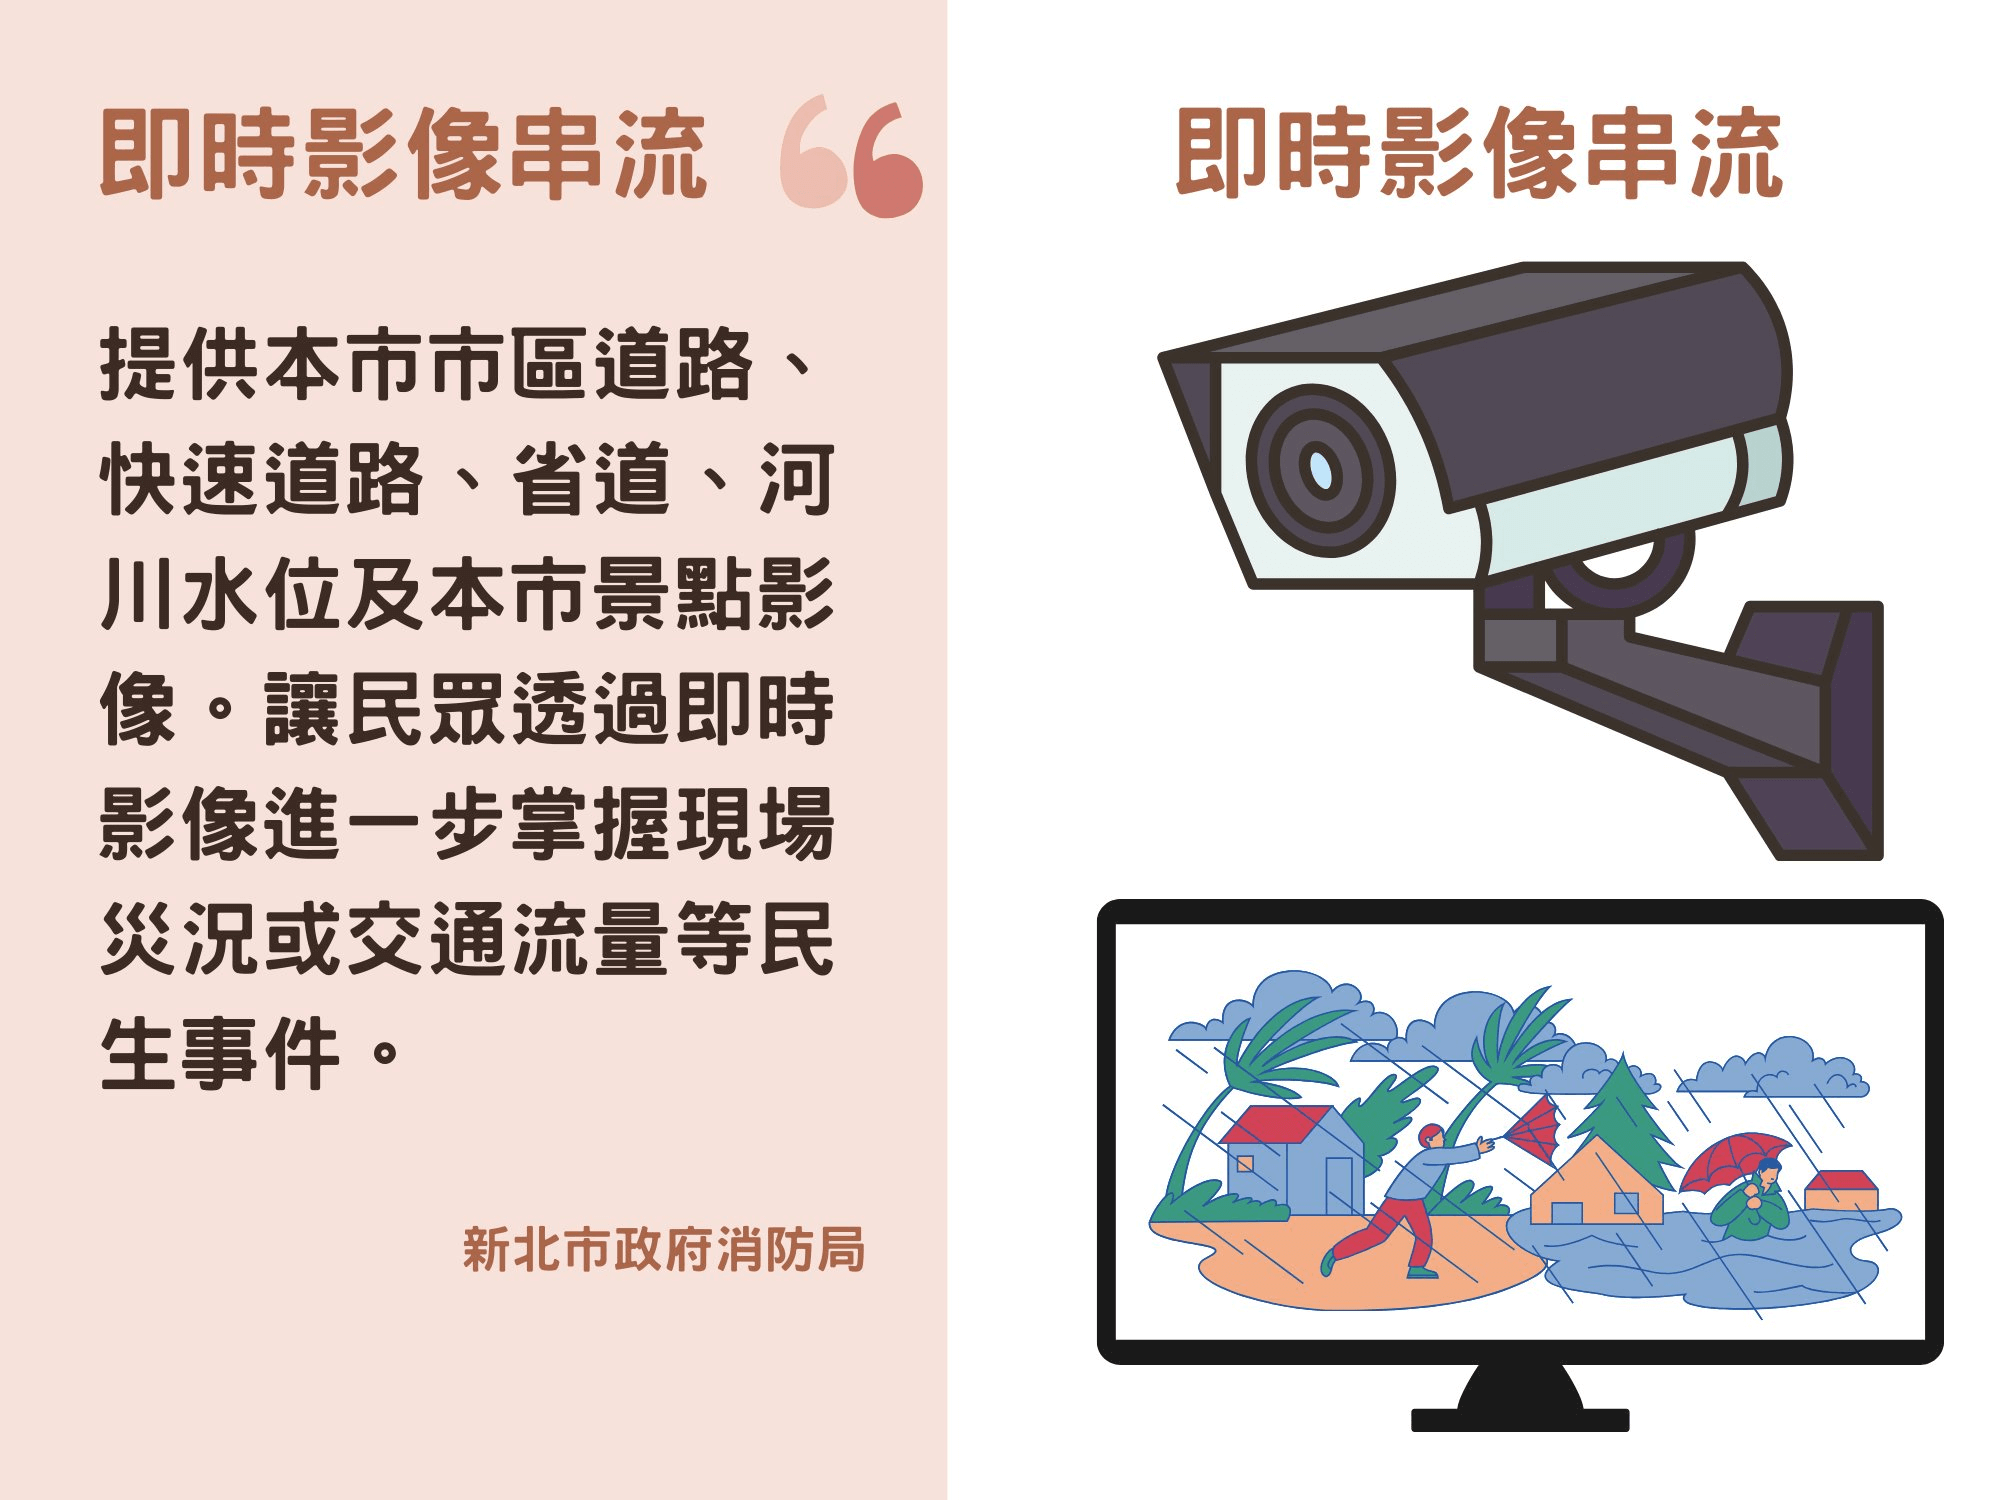 即時影像串流
提供本市市區道路、
快速道路、省道、河
川水位及本市景點影
像。讓民眾透過即時
影像進一步掌握現場
災況或交通流量等民
生事件。
新北市政府消防局
即時影像串流